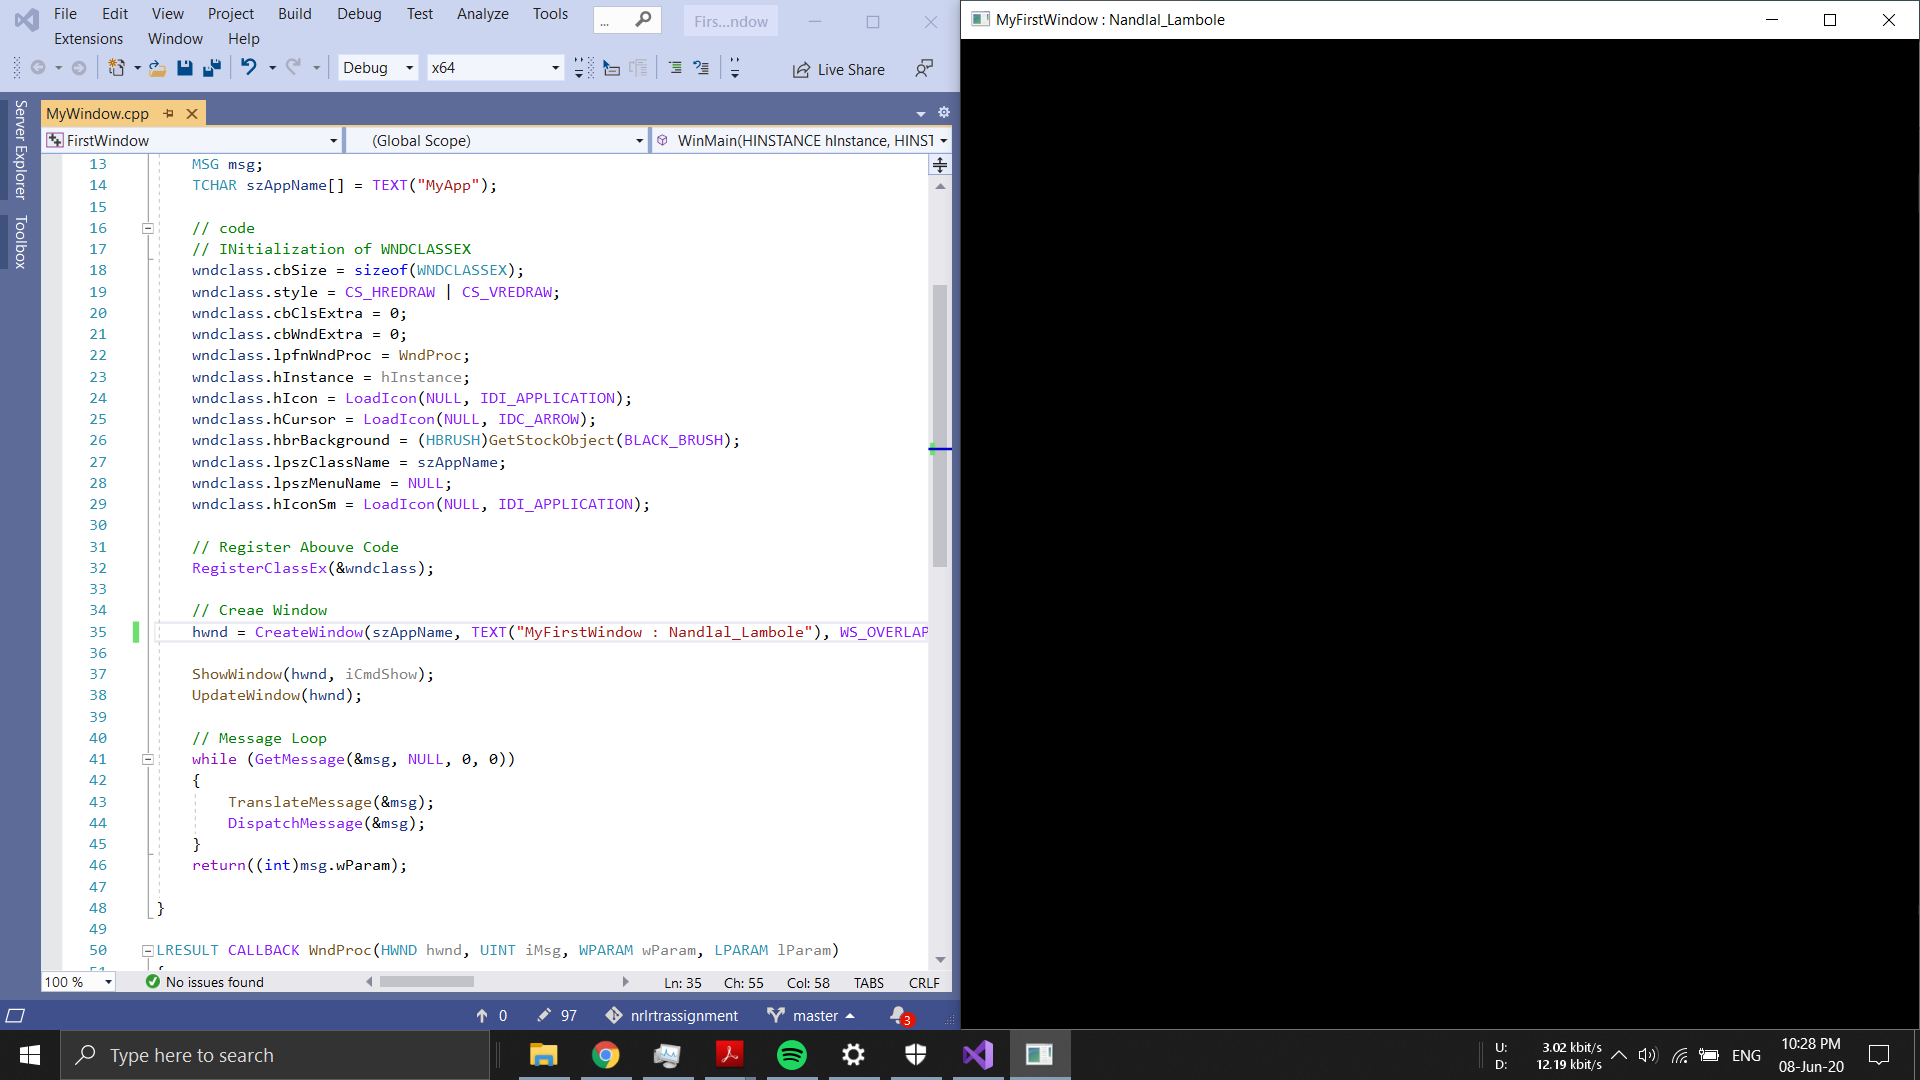 File Edit View Project Build Debug Test Analyze Tools ... Firs...ndow
Extensions Window Help
Debug x64 Live Share
Server Explorer
Toolbox
MyWindow.cpp
FirstWindow (Global Scope) WinMain(HINSTANCE hInstance, HINST
13 MSG msg;
14 TCHAR szAppName[] = TEXT("MyApp");
15
16 // code
17 // INitialization of WNDCLASSEX
18 wndclass.cbSize = sizeof(WNDCLASSEX);
19 wndclass.style = CS_HREDRAW | CS_VREDRAW;
20 wndclass.cbClsExtra = 0;
21 wndclass.cbWndExtra = 0;
22 wndclass.lpfnWndProc = WndProc;
23 wndclass.hInstance = hInstance;
24 wndclass.hIcon = LoadIcon(NULL, IDI_APPLICATION);
25 wndclass.hCursor = LoadIcon(NULL, IDC_ARROW);
26 wndclass.hbrBackground = (HBRUSH)GetStockObject(BLACK_BRUSH);
27 wndclass.lpszClassName = szAppName;
28 wndclass.lpszMenuName = NULL;
29 wndclass.hIconSm = LoadIcon(NULL, IDI_APPLICATION);
30
31 // Register Abouve Code
32 RegisterClassEx(&wndclass);
33
34 // Creae Window
35 hwnd = CreateWindow(szAppName, TEXT("MyFirstWindow : Nandlal_Lambole"), WS_OVERLAP
36
37 ShowWindow(hwnd, iCmdShow);
38 UpdateWindow(hwnd);
39
40 // Message Loop
41 while (GetMessage(&msg, NULL, 0, 0))
42 {
43 TranslateMessage(&msg);
44 DispatchMessage(&msg);
45 }
46 return((int)msg.wParam);
47
48 }
49
50 LRESULT CALLBACK WndProc(HWND hwnd, UINT iMsg, WPARAM wParam, LPARAM lParam)
51 {
100 % No issues found Ln: 35 Ch: 55 Col: 58 TABS CRLF
0 97 nrlrtrassignment master 3
MyFirstWindow : Nandlal_Lambole
Type here to search
U: 3.02 kbit/s
D: 12.19 kbit/s
ENG
10:28 PM
08-Jun-20